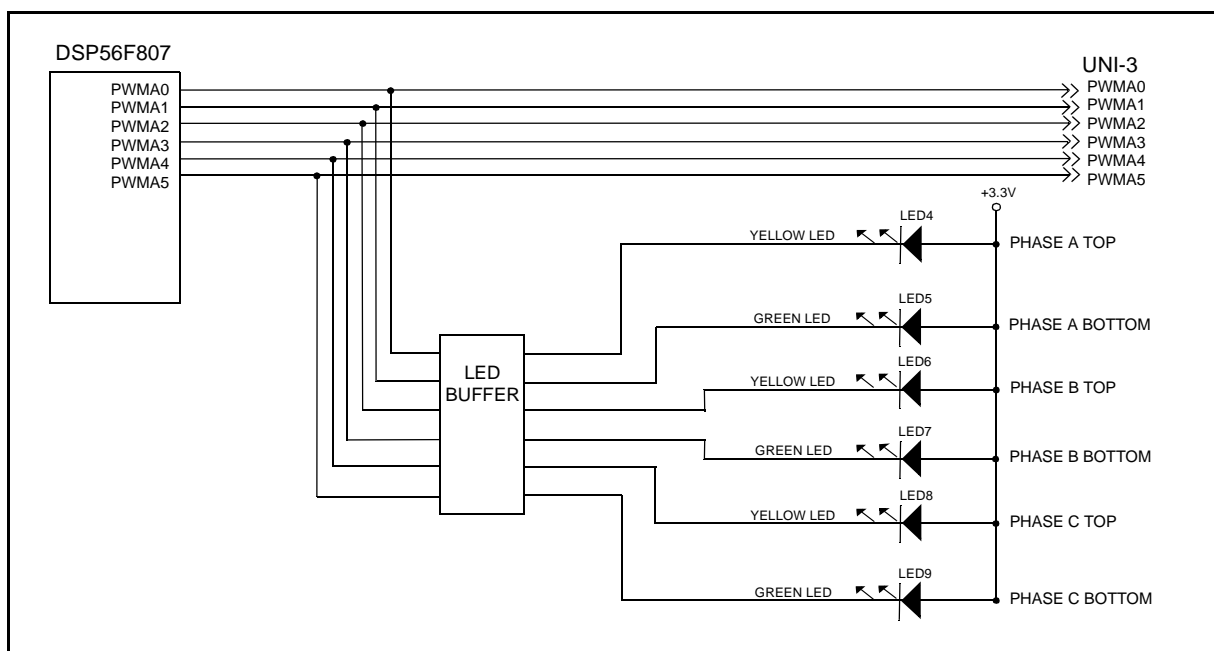 DSP56F807
PWMA0
PWMA1
PWMA2
PWMA3
PWMA4
PWMA5
UNI-3
PWMA0
PWMA1
PWMA2
PWMA3
PWMA4
PWMA5
+3.3V
LED4
YELLOW LED
PHASE A TOP
LED5
GREEN LED
PHASE A BOTTOM
LED
BUFFER
LED6
YELLOW LED
PHASE B TOP
LED7
GREEN LED
PHASE B BOTTOM
LED8
YELLOW LED
PHASE C TOP
LED9
GREEN LED
PHASE C BOTTOM